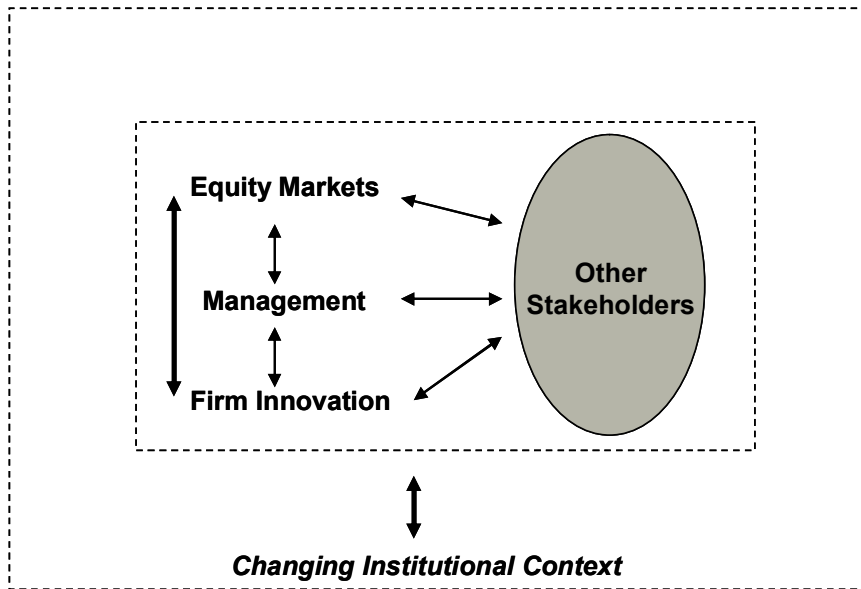 Equity Markets
Other
Stakeholders
Management
Firm Innovation
Changing Institutional Context